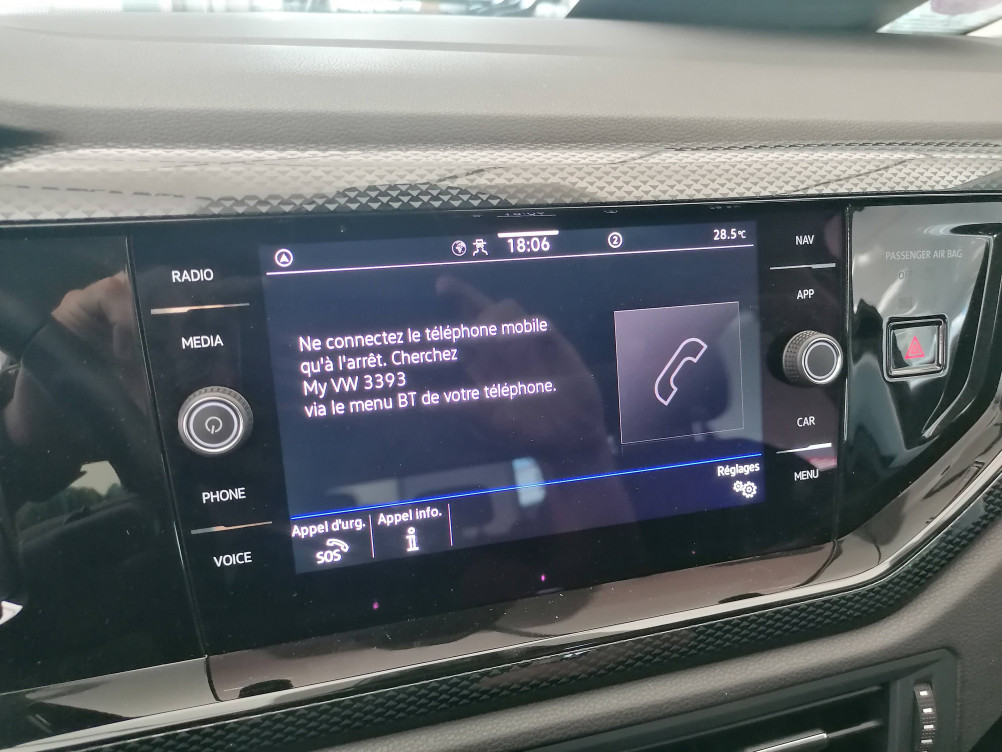 18:06
2
28.5°C
RADIO
MEDIA
PHONE
VOICE
Ne connectez le téléphone mobile
qu'à l'arrêt. Cherchez
My VW 3393
via le menu BT de votre téléphone.
Réglages
Appel d'urg.
Appel info.
SOS
i
NAV
APP
CAR
MENU
PASSENGER AIR BAG